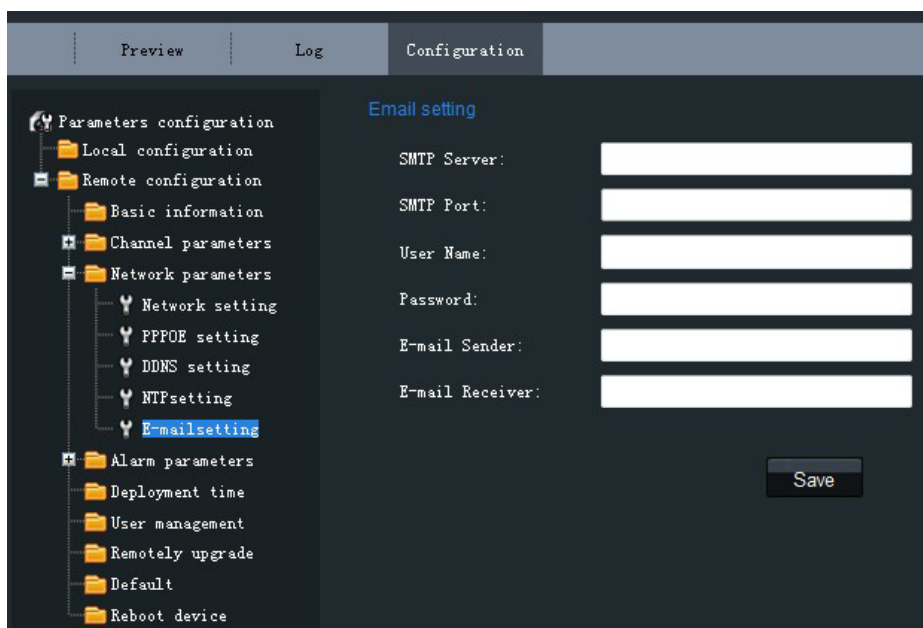 Preview
Log
Configuration
Parameters configuration
Local configuration
Remote configuration
Basic information
Channel parameters
Network parameters
Network setting
PPPOE setting
DDNS setting
NTPsetting
E-mailsetting
Alarm parameters
Deployment time
User management
Remotely upgrade
Default
Reboot device
Email setting
SMTP Server:
SMTP Port:
User Name:
Password:
E-mail Sender:
E-mail Receiver:
Save